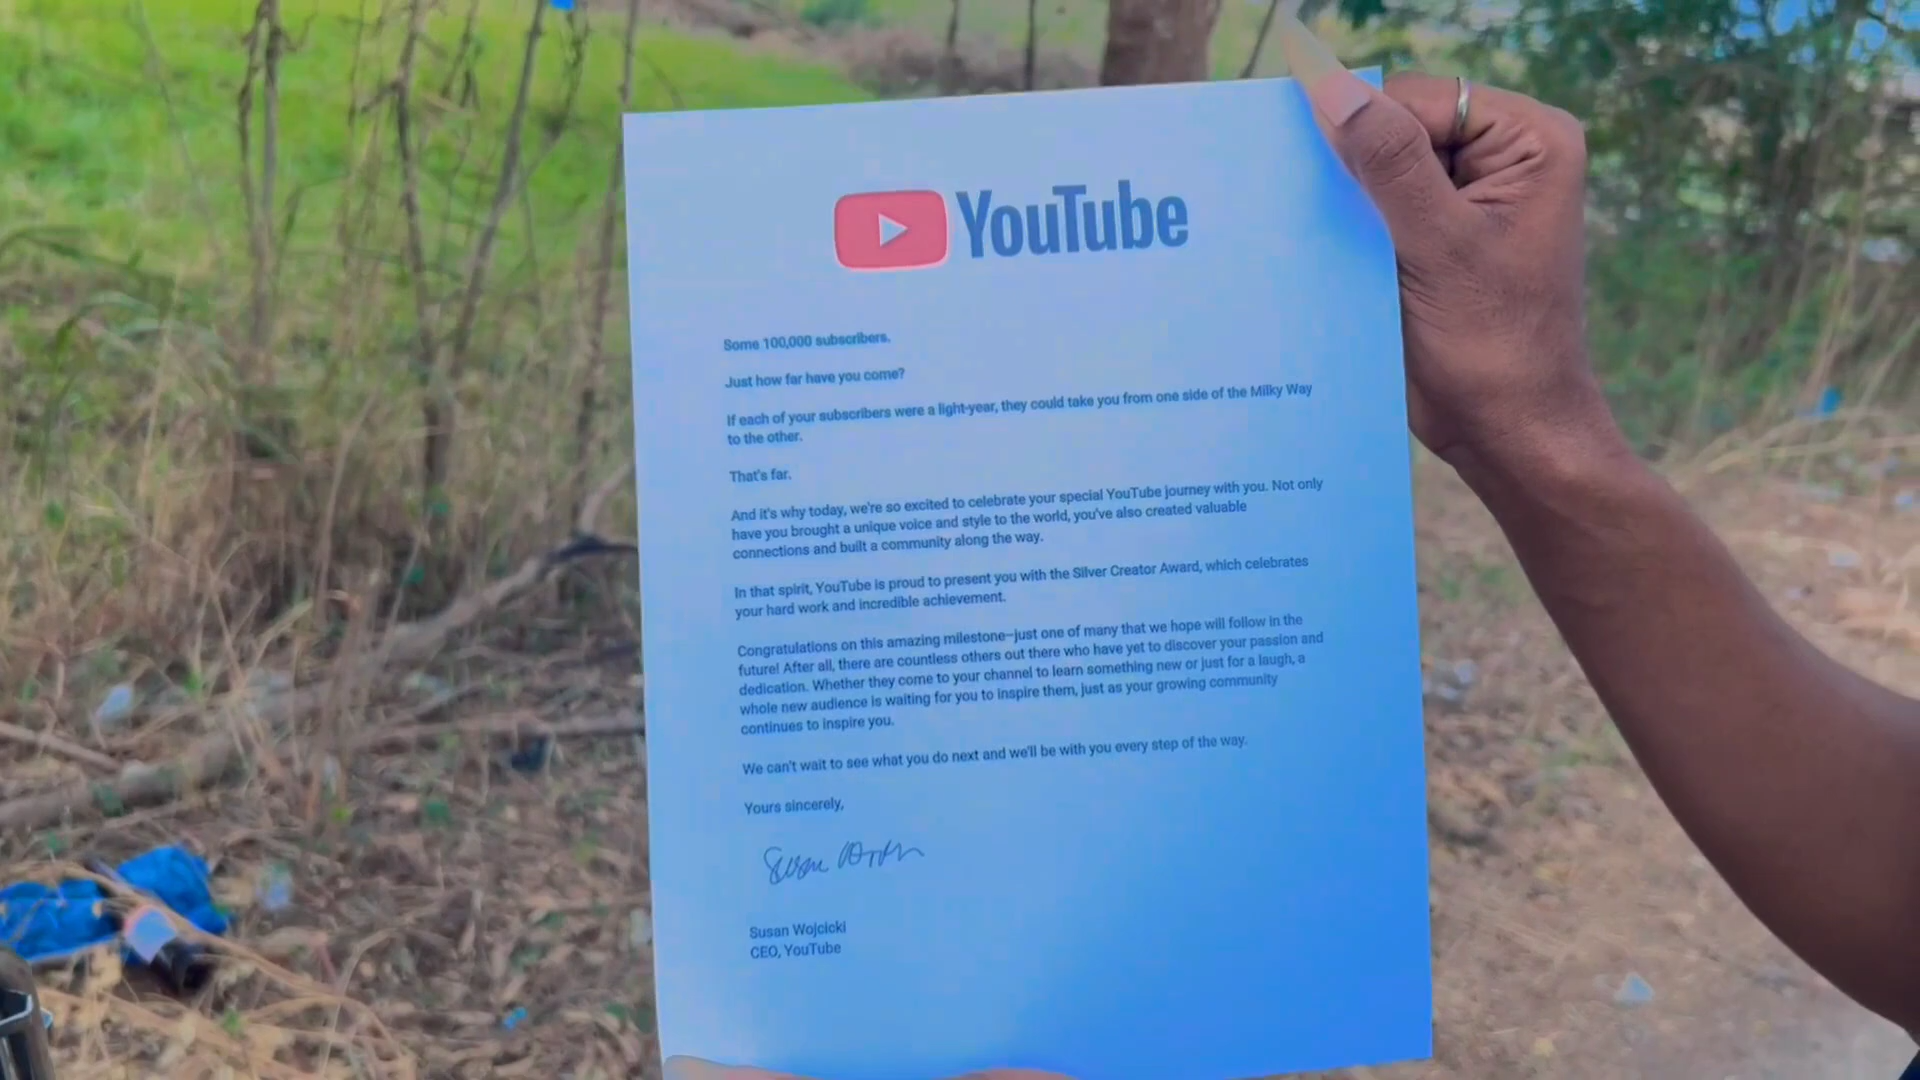 YouTube
Some 100,000 subscribers.
Just how far have you come?
If each of your subscribers were a light-year, they could take you from one side of the Milky Way
to the other.
That's far.
And it's why today, we're so excited to celebrate your special YouTube journey with you. Not only
have you brought a unique voice and style to the world, you've also created valuable
connections and built a community along the way.
In that spirit, YouTube is proud to present you with the Silver Creator Award, which celebrates
your hard work and incredible achievement.
Congratulations on this amazing milestone—just one of many that we hope will follow in the
future! After all, there are countless others out there who have yet to discover your passion and
dedication. Whether they come to your channel to learn something new or just for a laugh, a
whole new audience is waiting for you to inspire them, just as your growing community
continues to inspire you.
We can't wait to see what you do next and we'll be with you every step of the way.
Yours sincerely,
Susan Wojcicki
CEO, YouTube